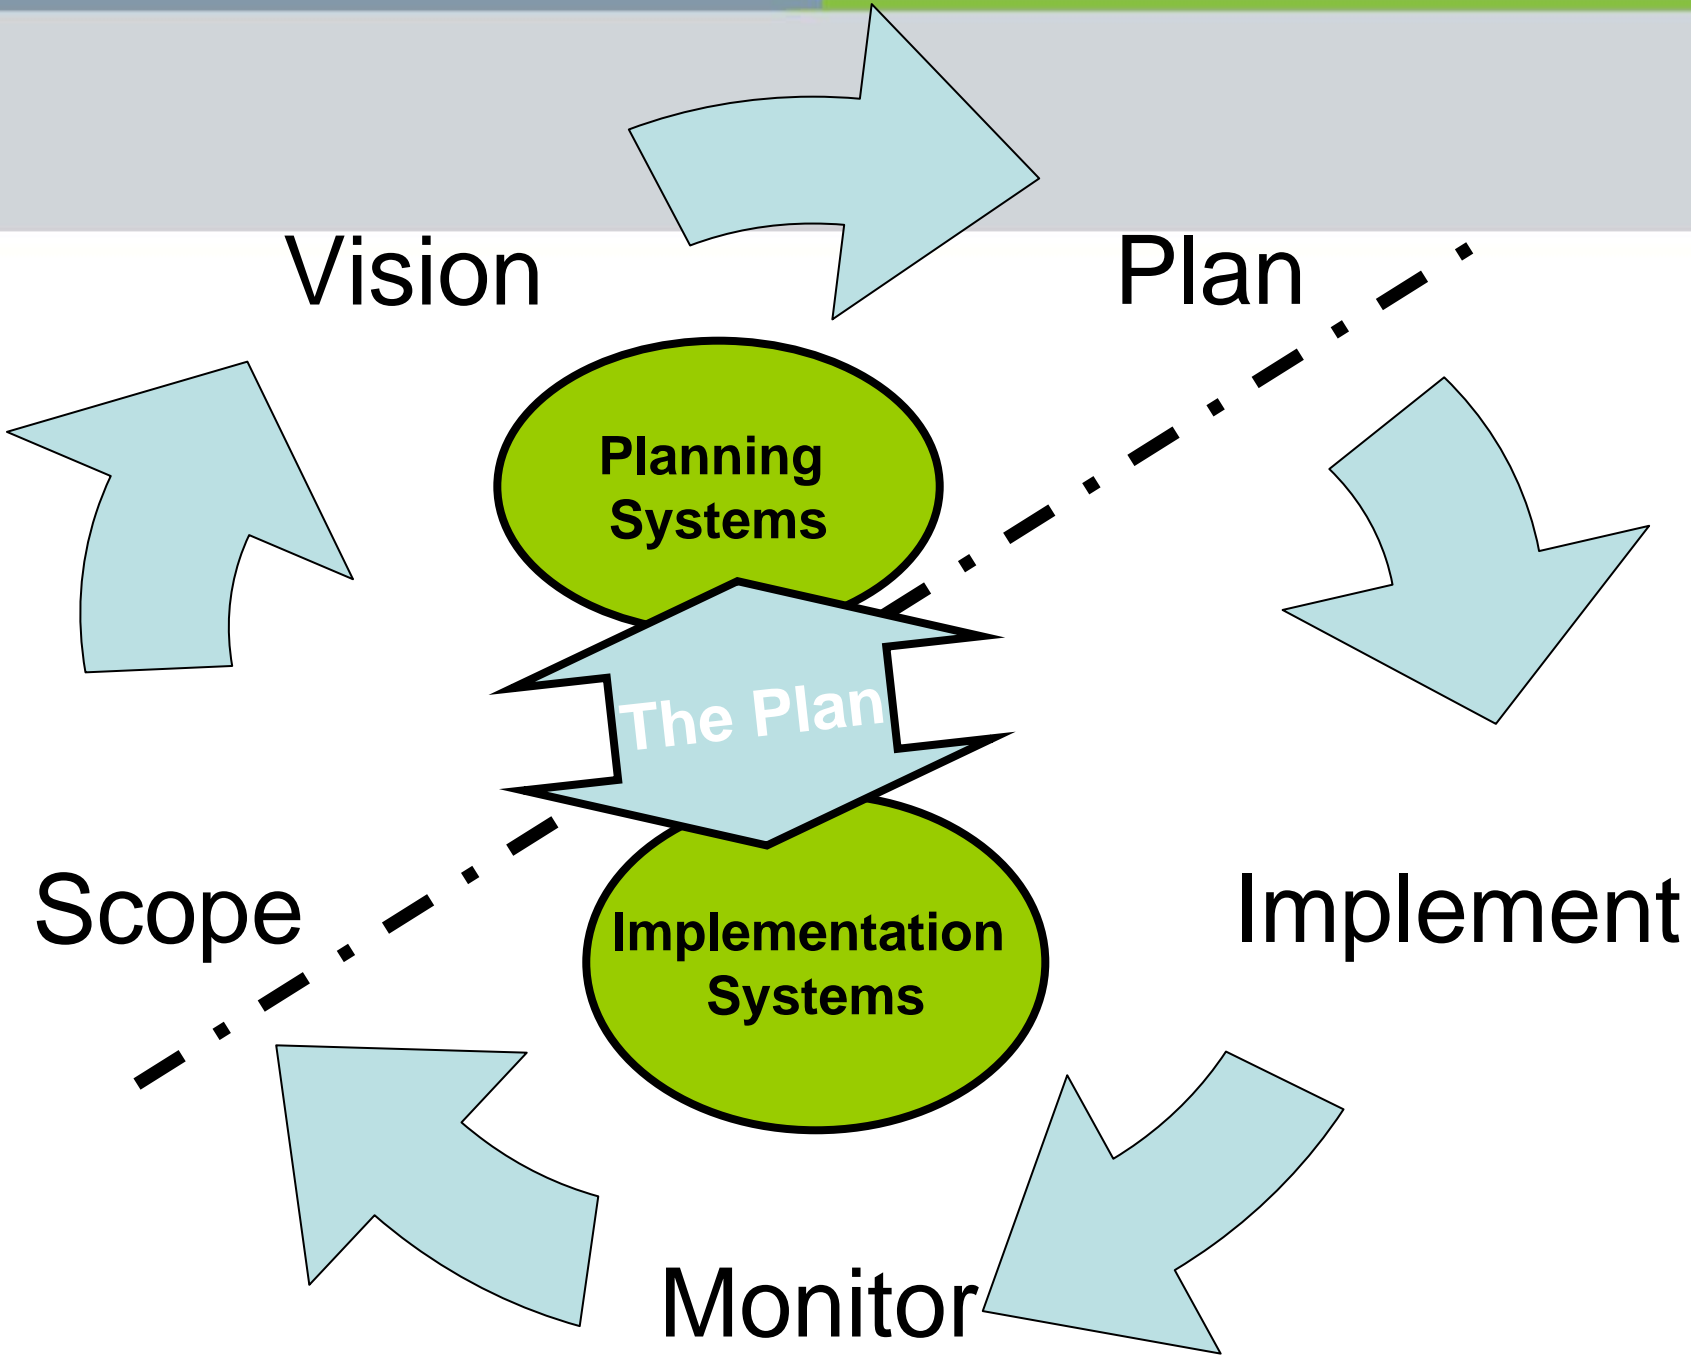 Vision
Plan
Planning
Systems
The Plan
Scope
Implement
Implementation
Systems
Monitor